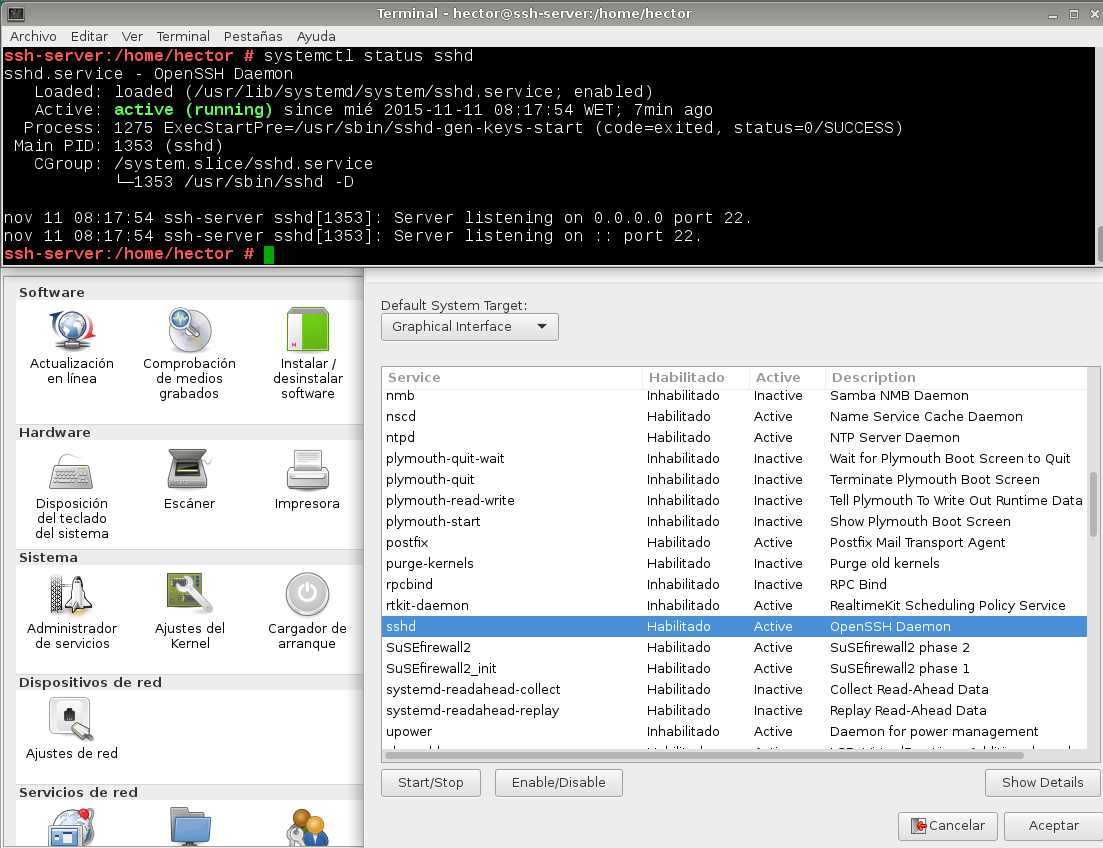 Terminal - hector@ssh-server:/home/hector
Archivo Editar Ver Terminal Pestañas Ayuda
ssh-server:/home/hector # systemctl status sshd
sshd.service - OpenSSH Daemon
Loaded: loaded (/usr/lib/systemd/system/sshd.service; enabled)
Active: active (running) since mié 2015-11-11 08:17:54 WET; 7min ago
Process: 1275 ExecStartPre=/usr/sbin/sshd-gen-keys-start (code=exited, status=0/SUCCESS)
Main PID: 1353 (sshd)
CGroup: /system.slice/sshd.service
└─1353 /usr/sbin/sshd -D
nov 11 08:17:54 ssh-server sshd[1353]: Server listening on 0.0.0.0 port 22.
nov 11 08:17:54 ssh-server sshd[1353]: Server listening on :: port 22.
ssh-server:/home/hector #
Software
Actualización
en línea
Comprobación
de medios
grabados
Instalar /
desinstalar
software
Hardware
Disposición
del teclado
del sistema
Escáner
Impresora
Sistema
Administrador
de servicios
Ajustes del
Kernel
Cargador de
arranque
Dispositivos de red
Ajustes de red
Servicios de red
Default System Target:
Graphical Interface
Service Habilitado Active Description
nmb Inhabilitado Inactive Samba NMB Daemon
nscd Habilitado Active Name Service Cache Daemon
ntpd Habilitado Active NTP Server Daemon
plymouth-quit-wait Inhabilitado Inactive Wait for Plymouth Boot Screen to Quit
plymouth-quit Inhabilitado Inactive Terminate Plymouth Boot Screen
plymouth-read-write Inhabilitado Inactive Tell Plymouth To Write Out Runtime Data
plymouth-start Inhabilitado Inactive Show Plymouth Boot Screen
postfix Habilitado Active Postfix Mail Transport Agent
purge-kernels Habilitado Inactive Purge old kernels
rpcbind Inhabilitado Inactive RPC Bind
rtkit-daemon Inhabilitado Active RealtimeKit Scheduling Policy Service
sshd Habilitado Active OpenSSH Daemon
SuSEfirewall2 Habilitado Active SuSEfirewall2 phase 2
SuSEfirewall2_init Habilitado Active SuSEfirewall2 phase 1
systemd-readahead-collect Habilitado Inactive Collect Read-Ahead Data
systemd-readahead-replay Habilitado Inactive Replay Read-Ahead Data
upower Inhabilitado Active Daemon for power management
Start/Stop Enable/Disable Show Details
Cancelar Aceptar